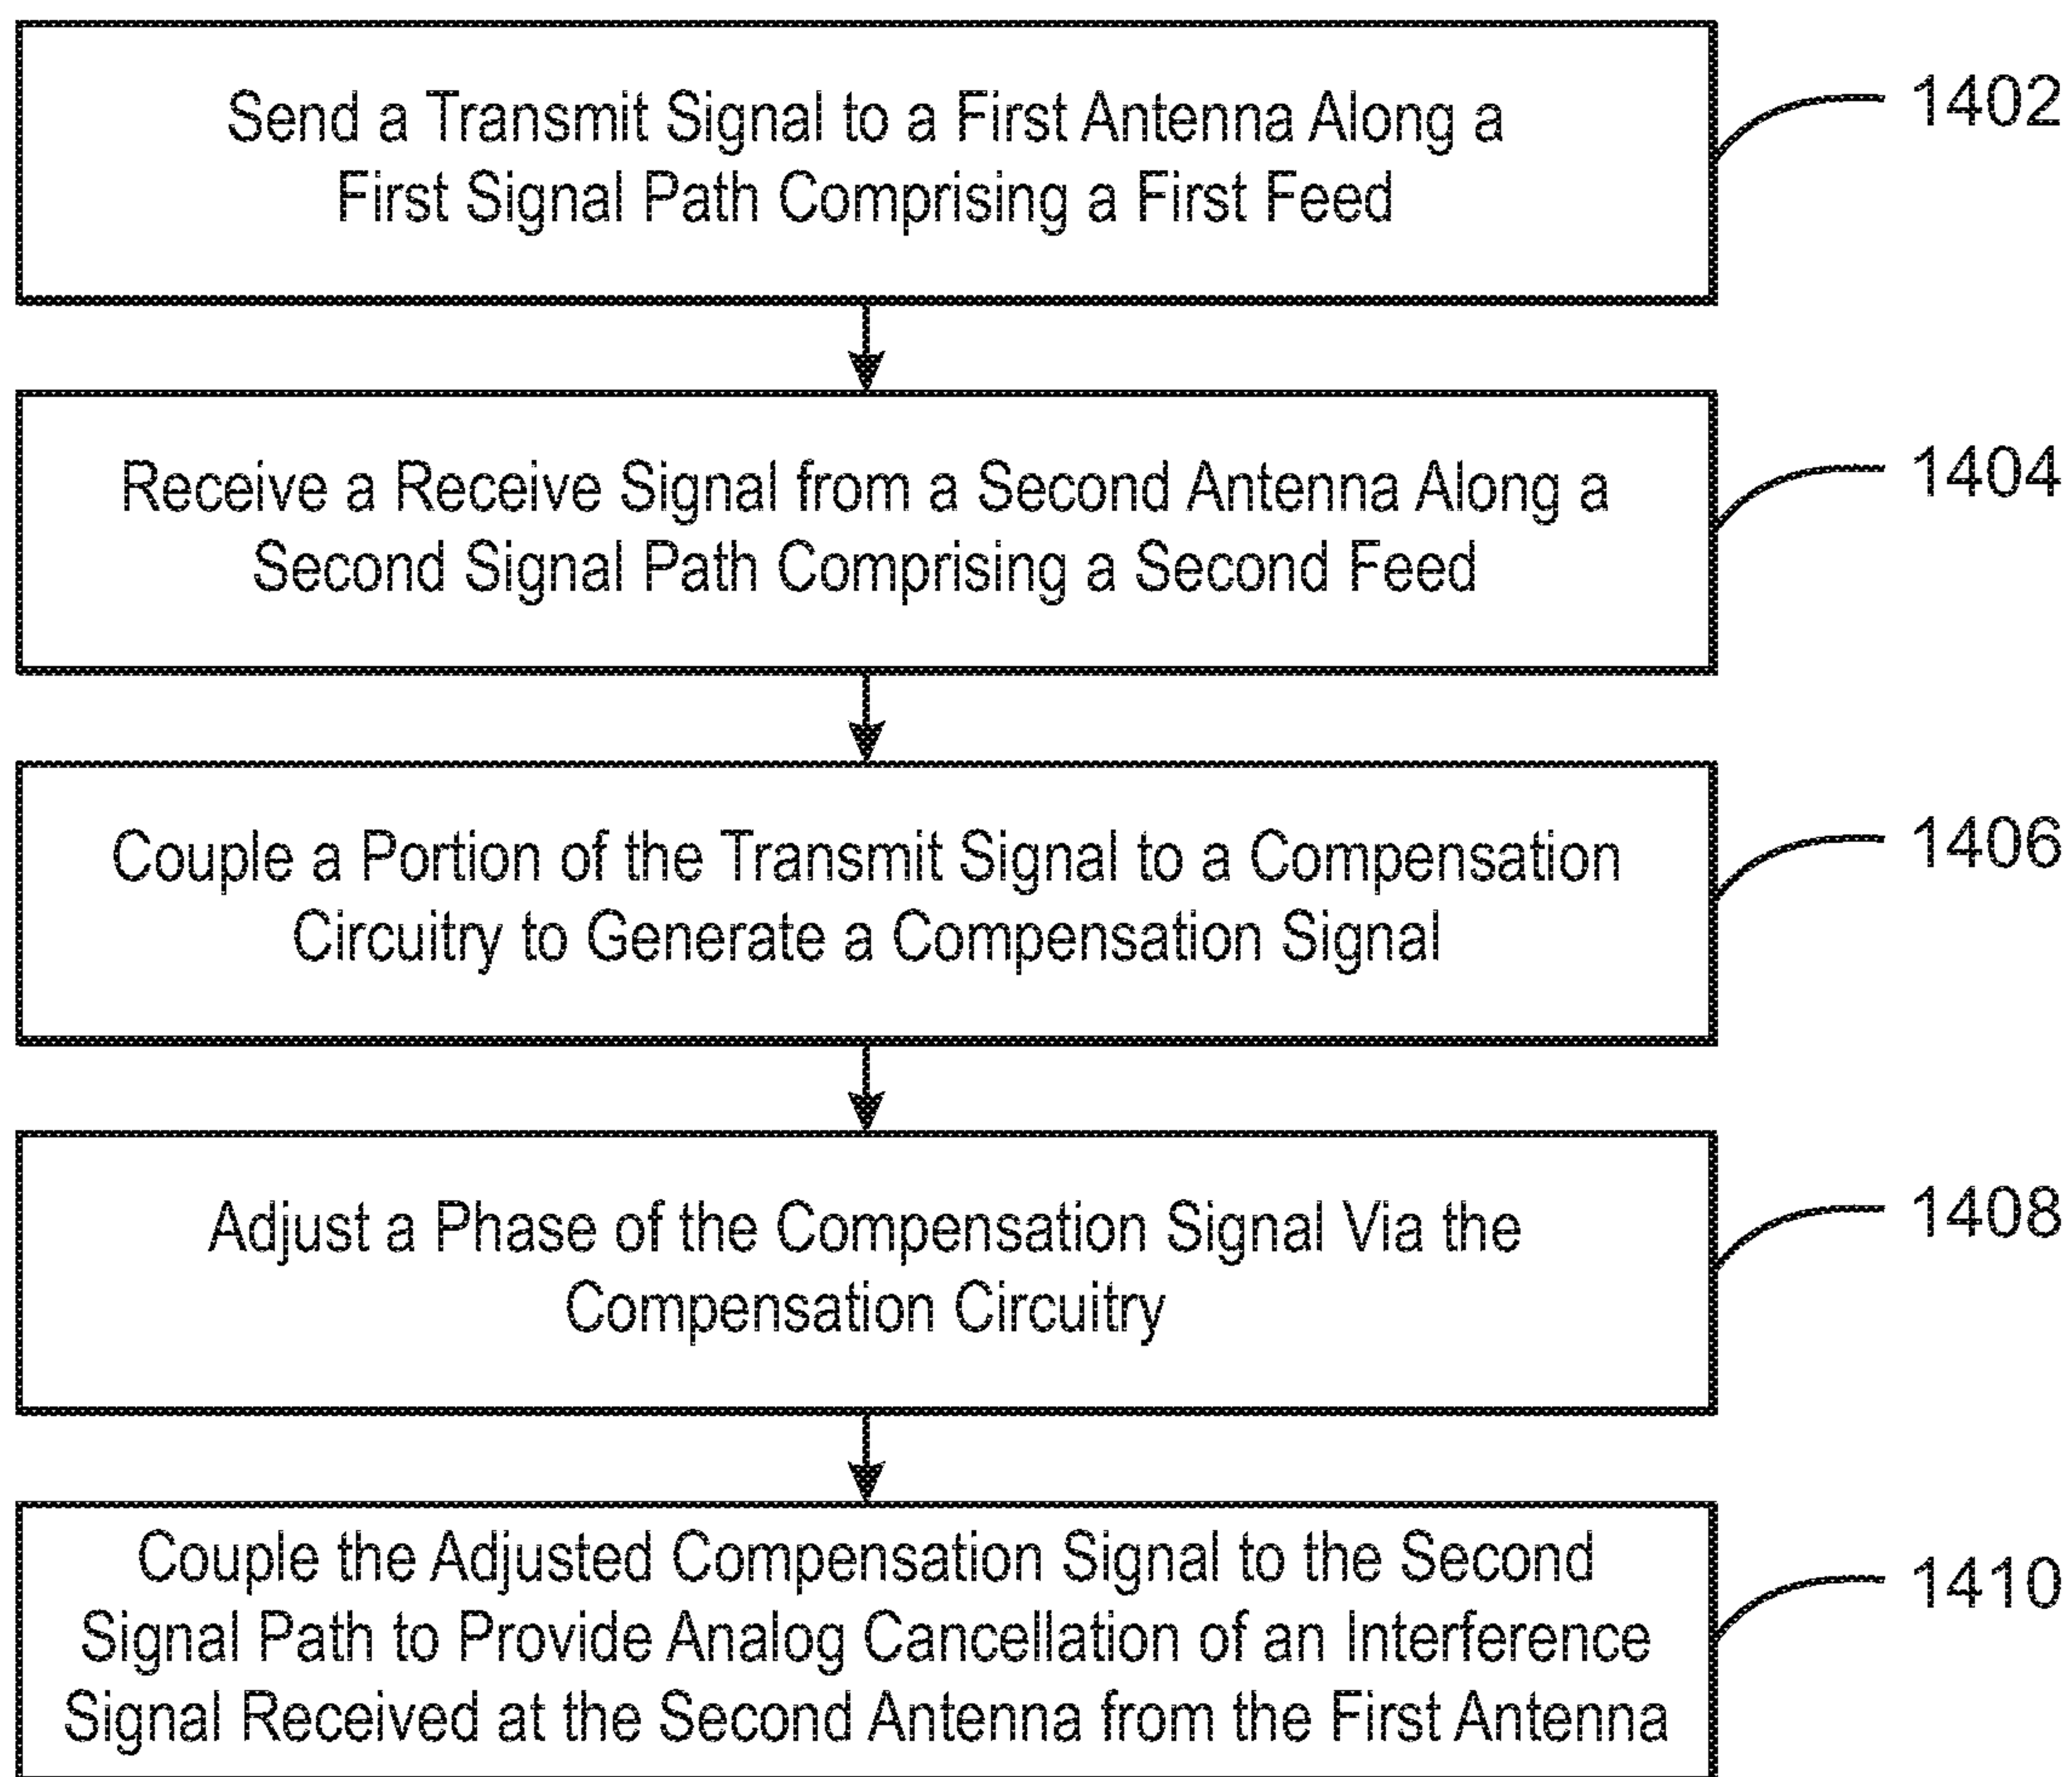 Send a Transmit Signal to a First Antenna Along a
First Signal Path Comprising a First Feed
1402
Receive a Receive Signal from a Second Antenna Along a
Second Signal Path Comprising a Second Feed
1404
Couple a Portion of the Transmit Signal to a Compensation
Circuitry to Generate a Compensation Signal
1406
Adjust a Phase of the Compensation Signal Via the
Compensation Circuitry
1408
Couple the Adjusted Compensation Signal to the Second
Signal Path to Provide Analog Cancellation of an Interference
Signal Received at the Second Antenna from the First Antenna
1410